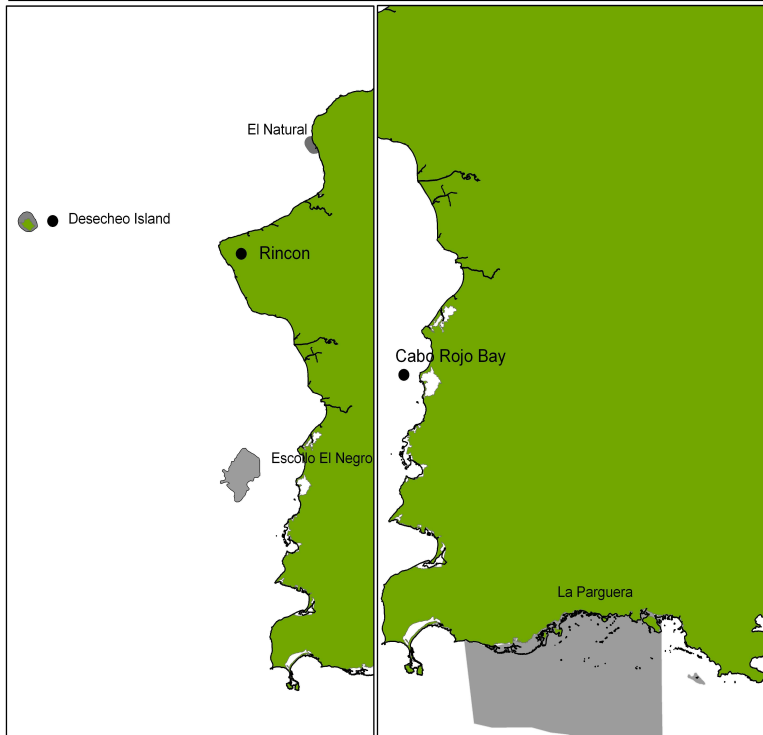 El Natural
Desecheo Island
Rincon
Escollo El Negro
Cabo Rojo Bay
La Parguera